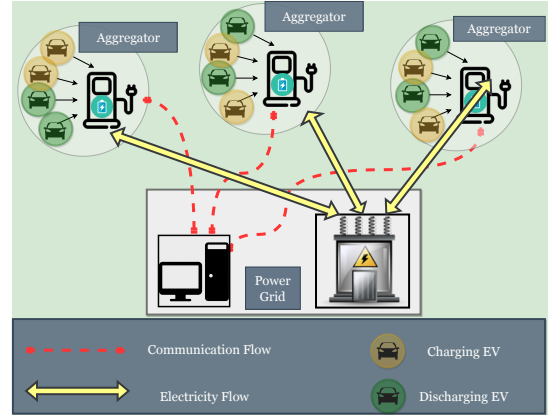 Aggregator
Aggregator
Aggregator
Power
Grid
Communication Flow
Charging EV
Electricity Flow
Discharging EV